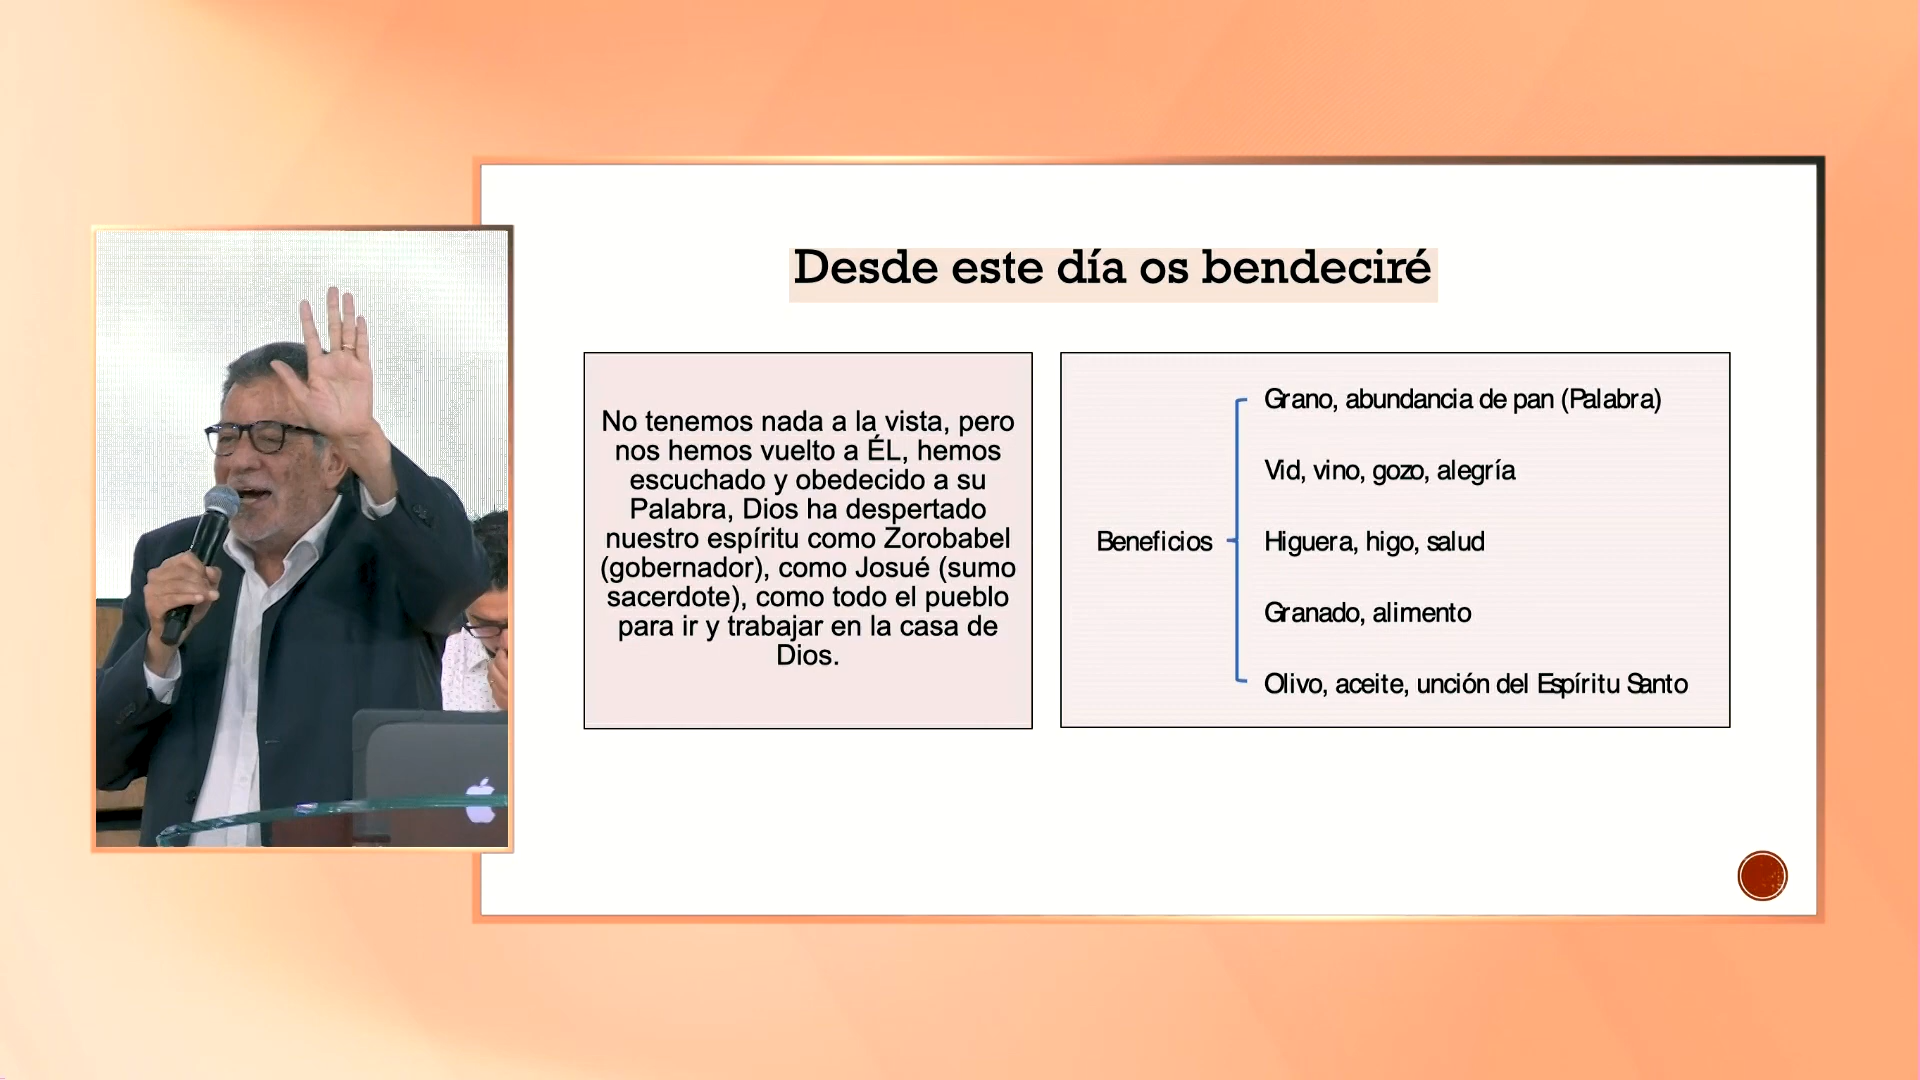 Desde este día os bendeciré
No tenemos nada a la vista, pero
nos hemos vuelto a ÉL, hemos
escuchado y obedecido a su
Palabra, Dios ha despertado
nuestro espíritu como Zorobabel
(gobernador), como Josué (sumo
sacerdote), como todo el pueblo
para ir y trabajar en la casa de
Dios.
Beneficios
Grano, abundancia de pan (Palabra)
Vid, vino, gozo, alegría
Higuera, higo, salud
Granado, alimento
Olivo, aceite, unción del Espíritu Santo